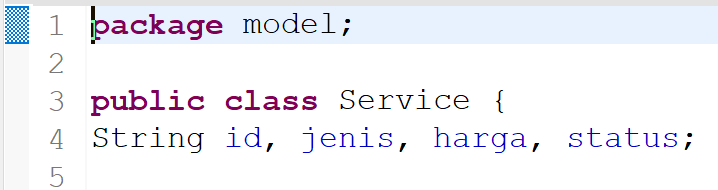 1 package model;
2
3 public class Service {
4 String id, jenis, harga, status;
5